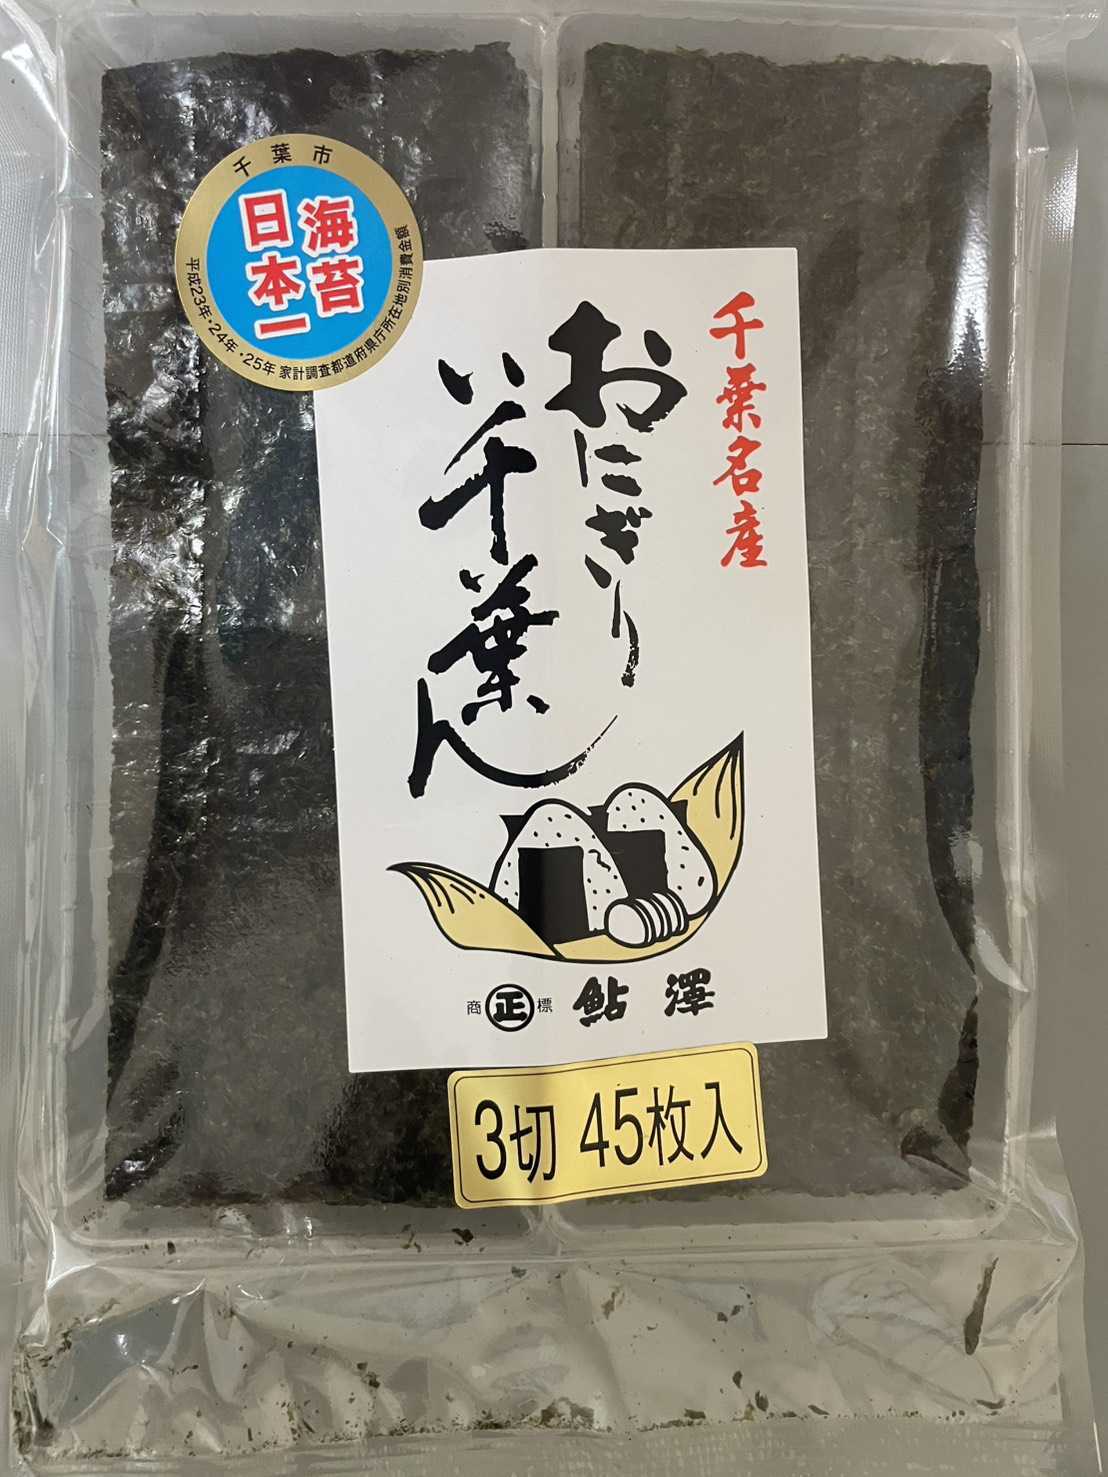 千葉市
海苔
日本一
平成23年・24年・25年 家計調査都道府県庁所在地別消費金額
千葉名産
おにぎり
い千葉ん
商 正 標 鮎澤
3切 45枚入